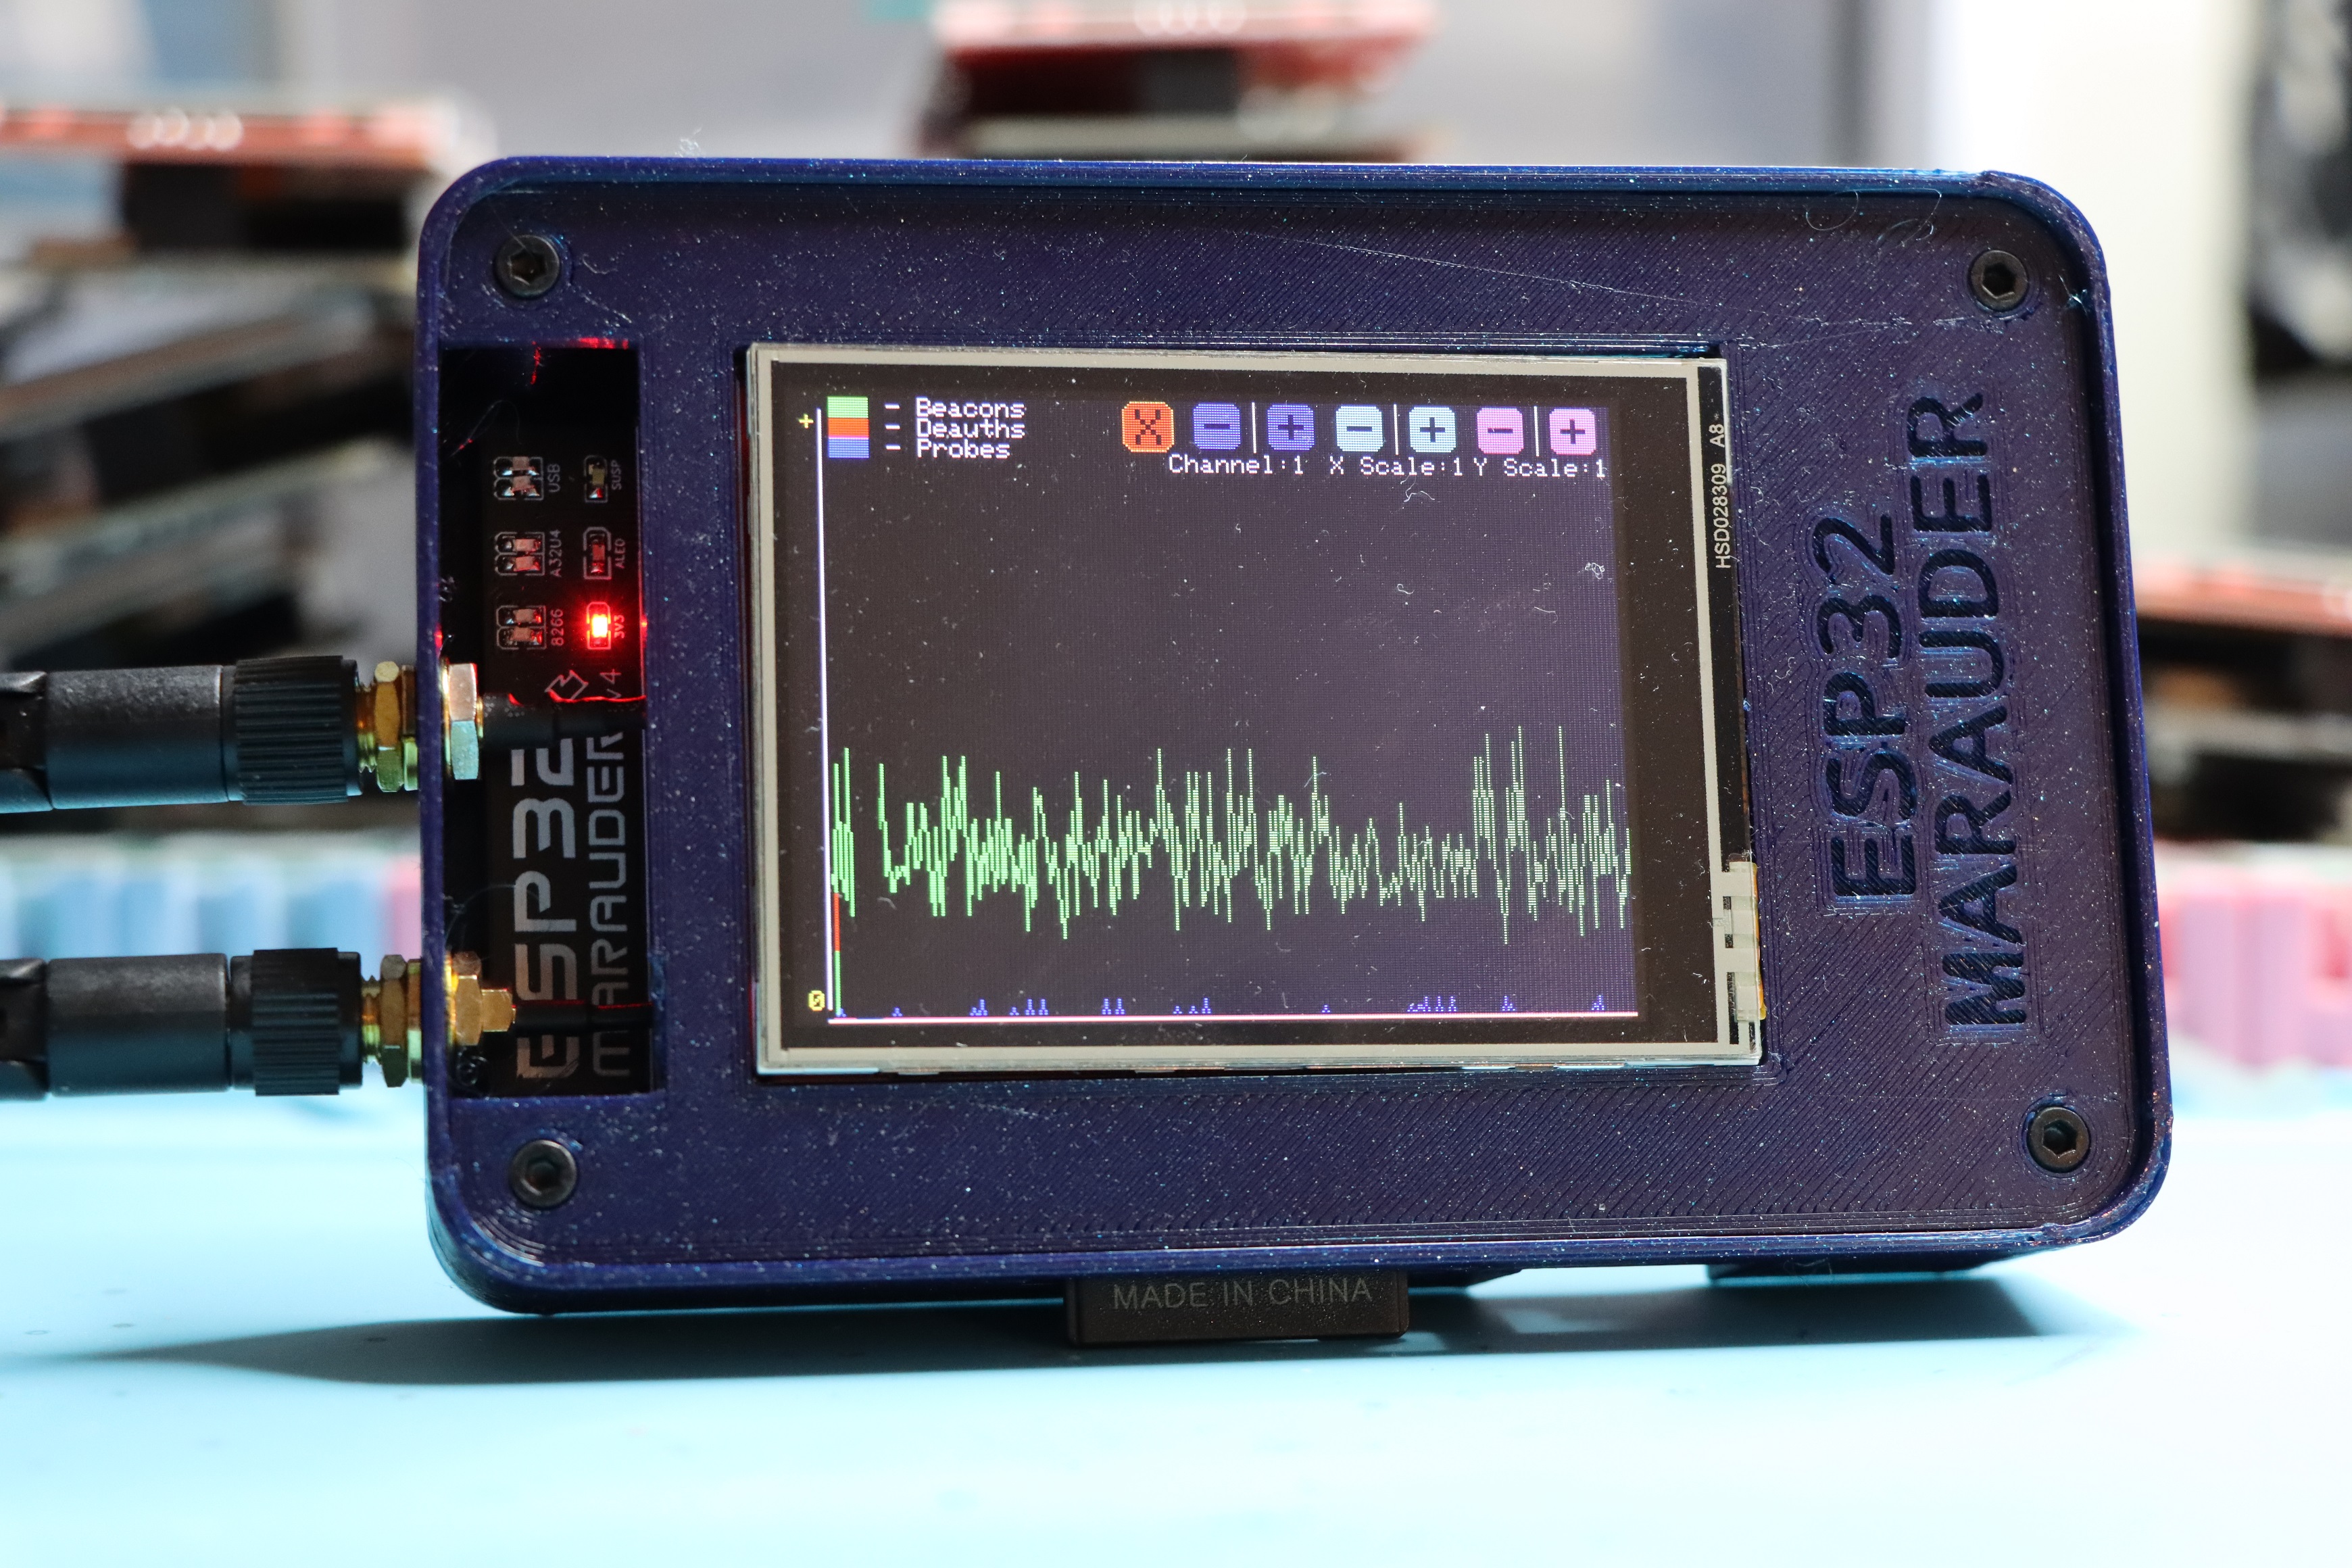 +
- Beacons
- Deauths
- Probes
X - + - + - +
Channel:1 X Scale:1 Y Scale:1
0
USB
SUSP
A32U4
ALED
8266
3V3
v4
ESP32
MARAUDER
HSD028309 A8
ESP32
MARAUDER
MADE IN CHINA